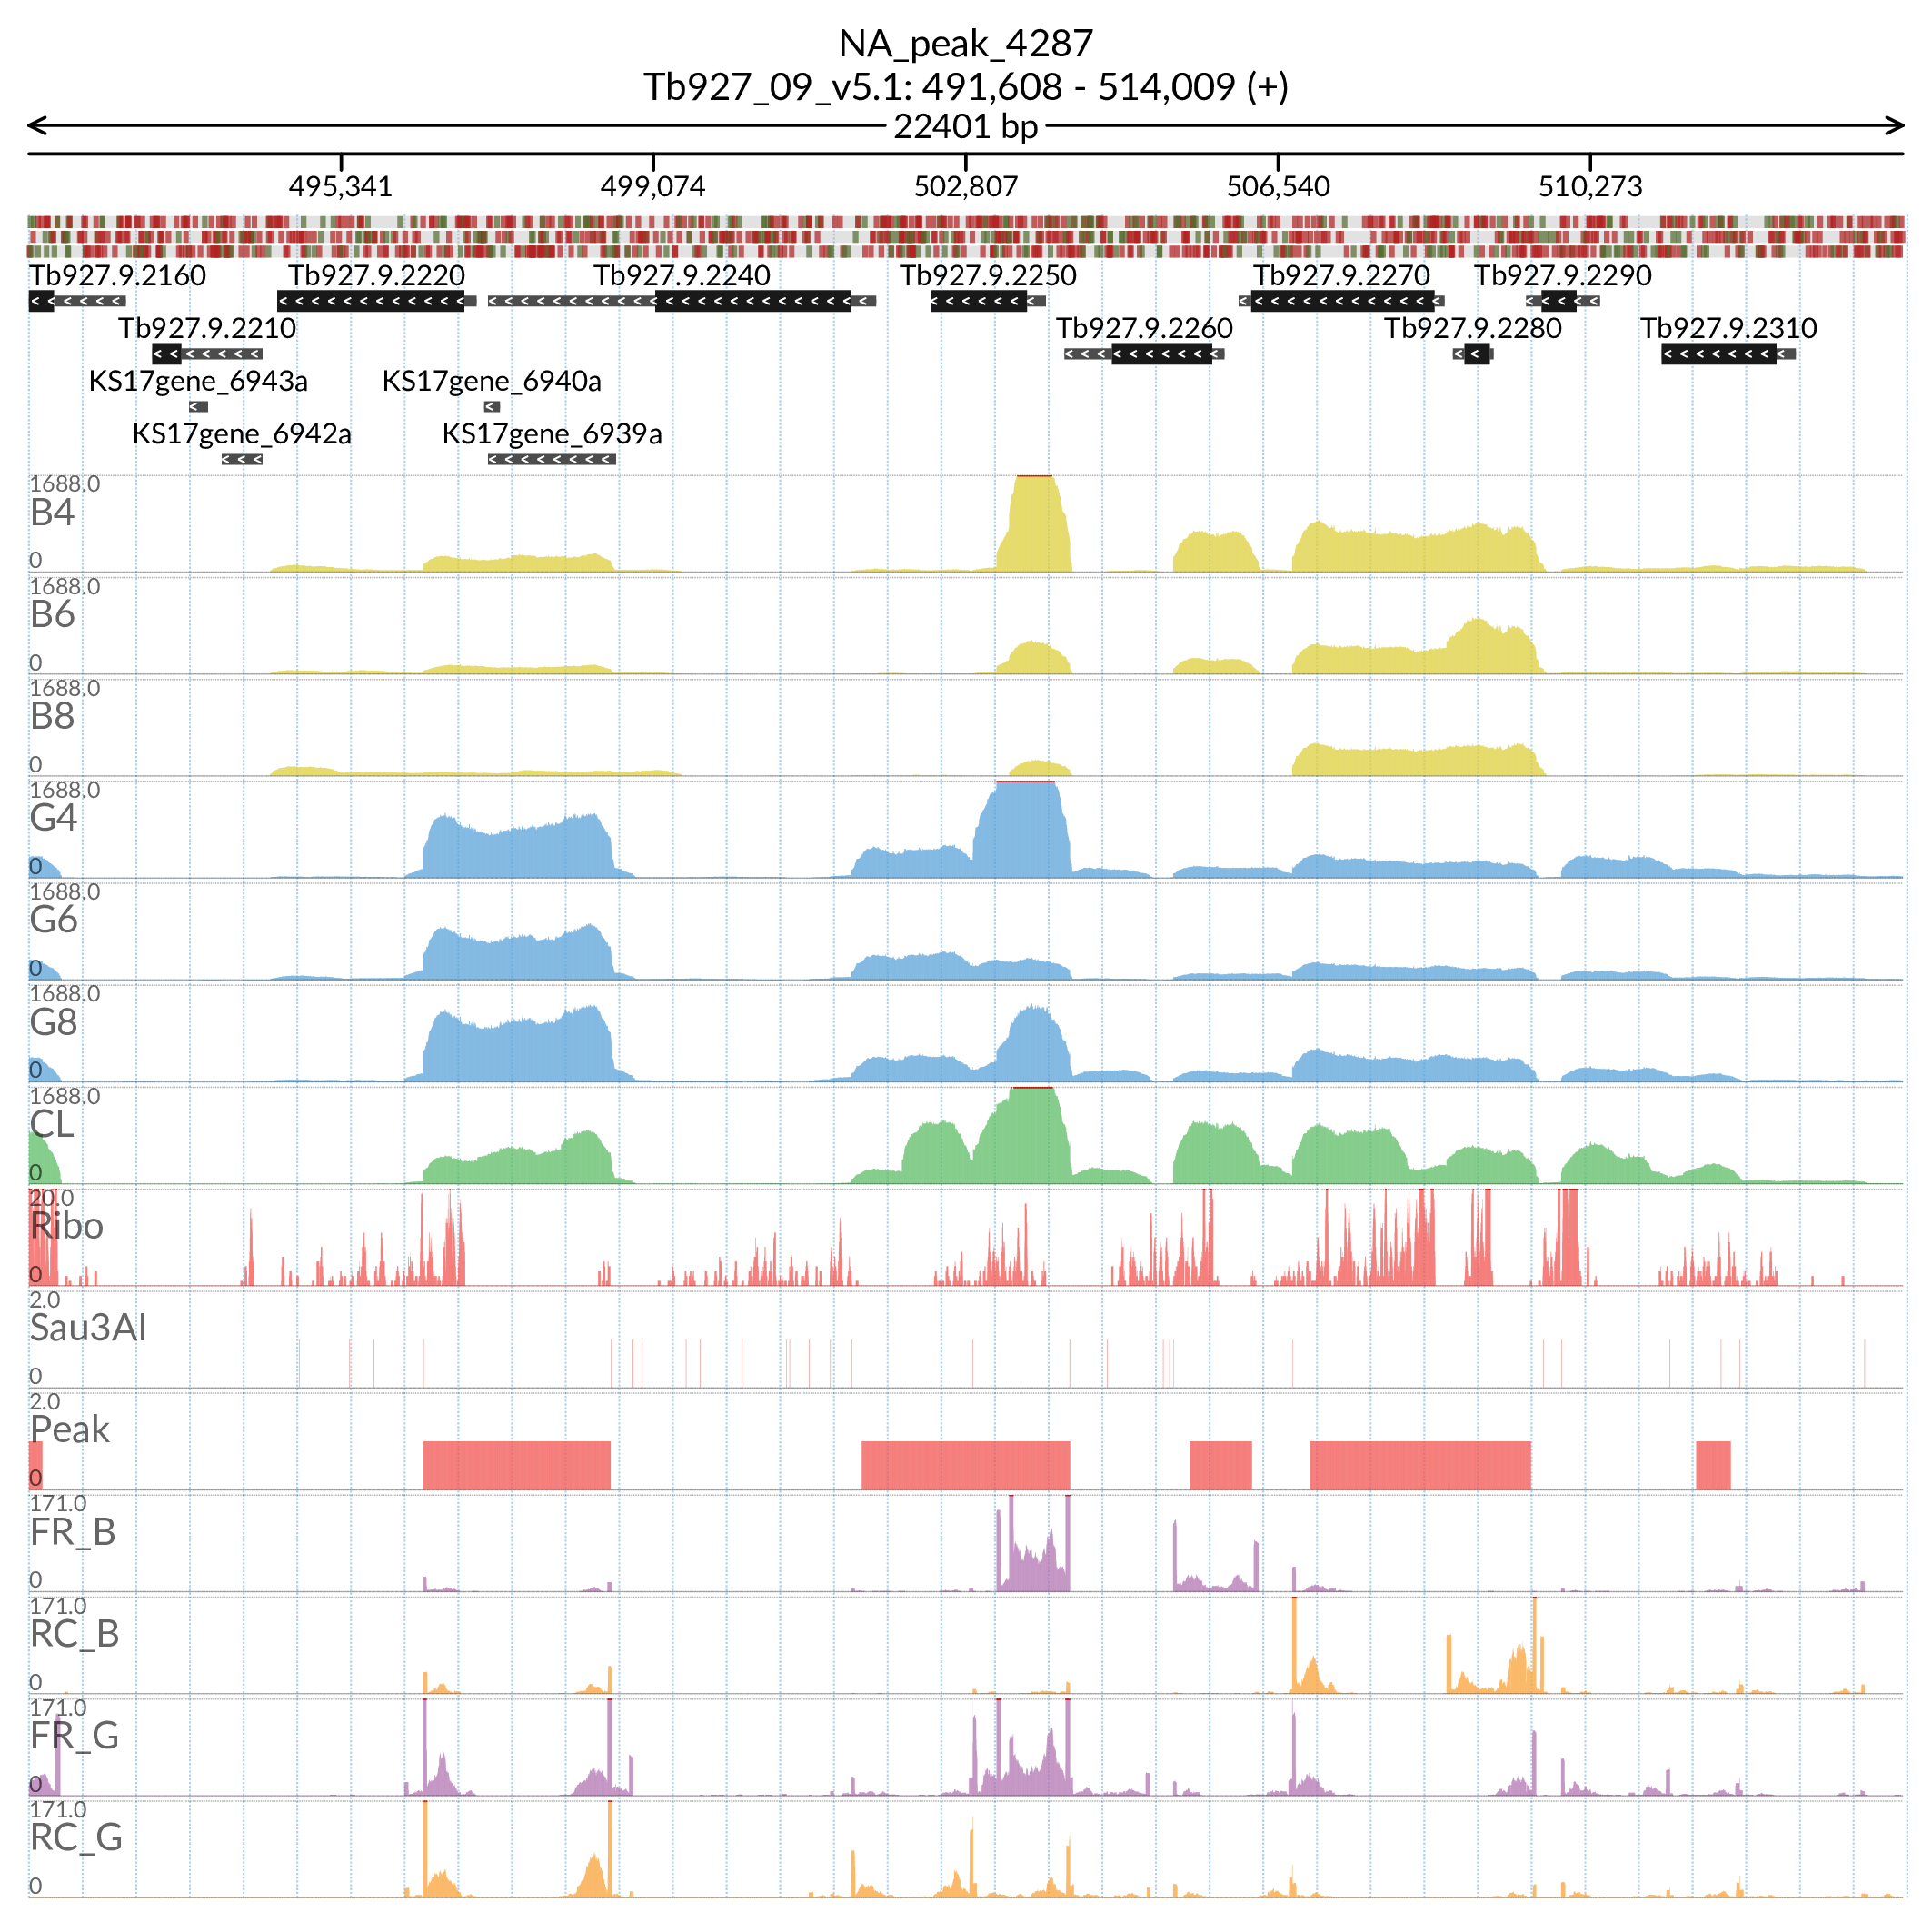 NA_peak_4287
Tb927_09_v5.1: 491,608 - 514,009 (+)
22401 bp
495,341 499,074 502,807 506,540 510,273
Tb927.9.2160 Tb927.9.2220 Tb927.9.2240 Tb927.9.2250 Tb927.9.2270 Tb927.9.2290
Tb927.9.2210 Tb927.9.2260 Tb927.9.2280 Tb927.9.2310
KS17gene_6943a KS17gene_6940a
KS17gene_6942a KS17gene_6939a
1688.0
B4
0
1688.0
B6
0
1688.0
B8
0
1688.0
G4
0
1688.0
G6
0
1688.0
G8
0
1688.0
CL
0
20.0
Ribo
0
2.0
Sau3AI
0
2.0
Peak
0
171.0
FR_B
0
171.0
RC_B
0
171.0
FR_G
0
171.0
RC_G
0